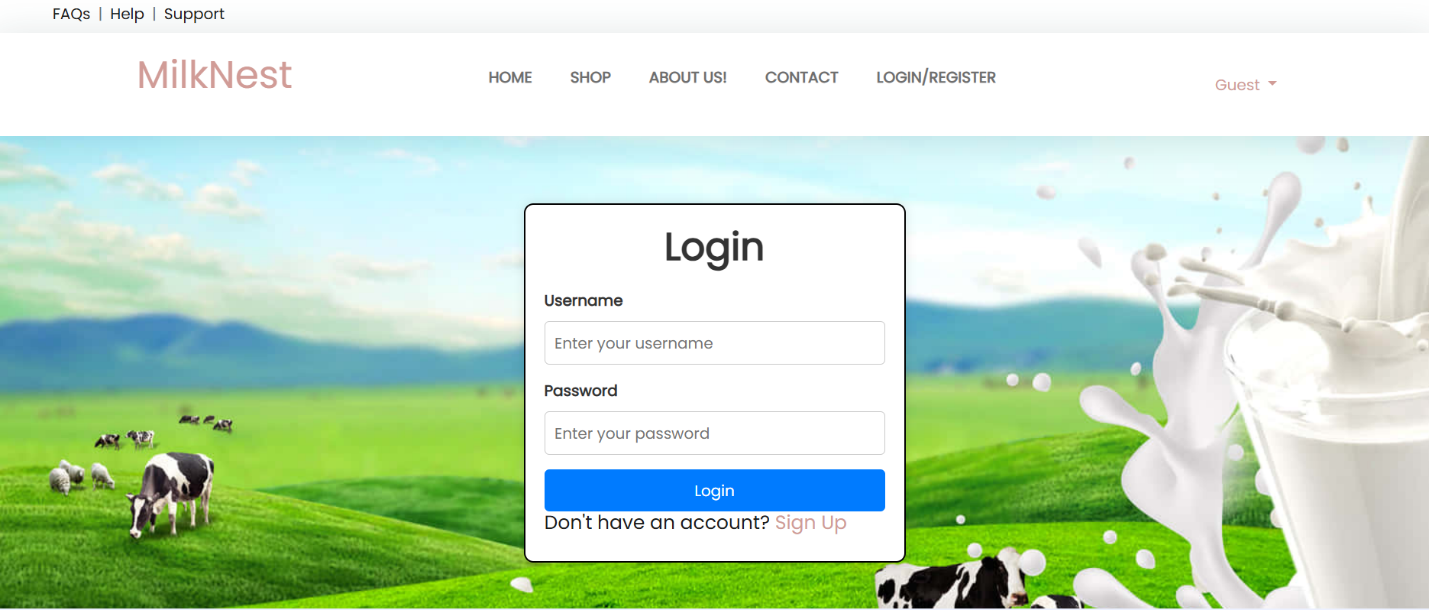 FAQs | Help | Support
MilkNest
HOME SHOP ABOUT US! CONTACT LOGIN/REGISTER
Guest
Login
Username
Enter your username
Password
Enter your password
Login
Don't have an account? Sign Up